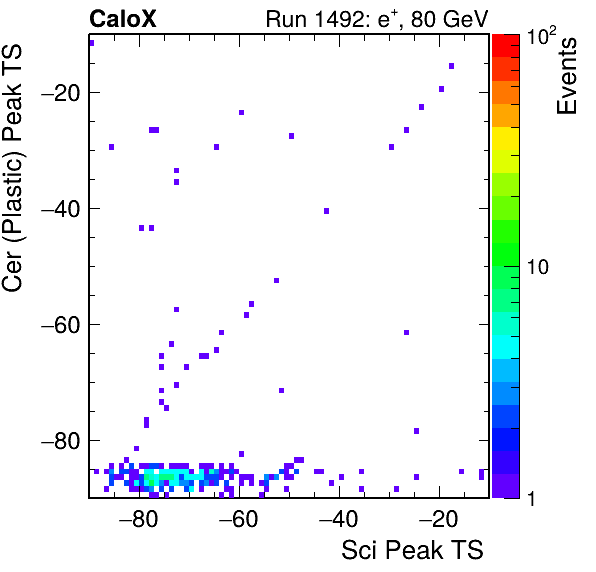 CaloX Run 1492: e+, 80 GeV
Cer (Plastic) Peak TS
−20
−40
−60
−80
−80 −60 −40 −20
Sci Peak TS
10²
10
1
Events